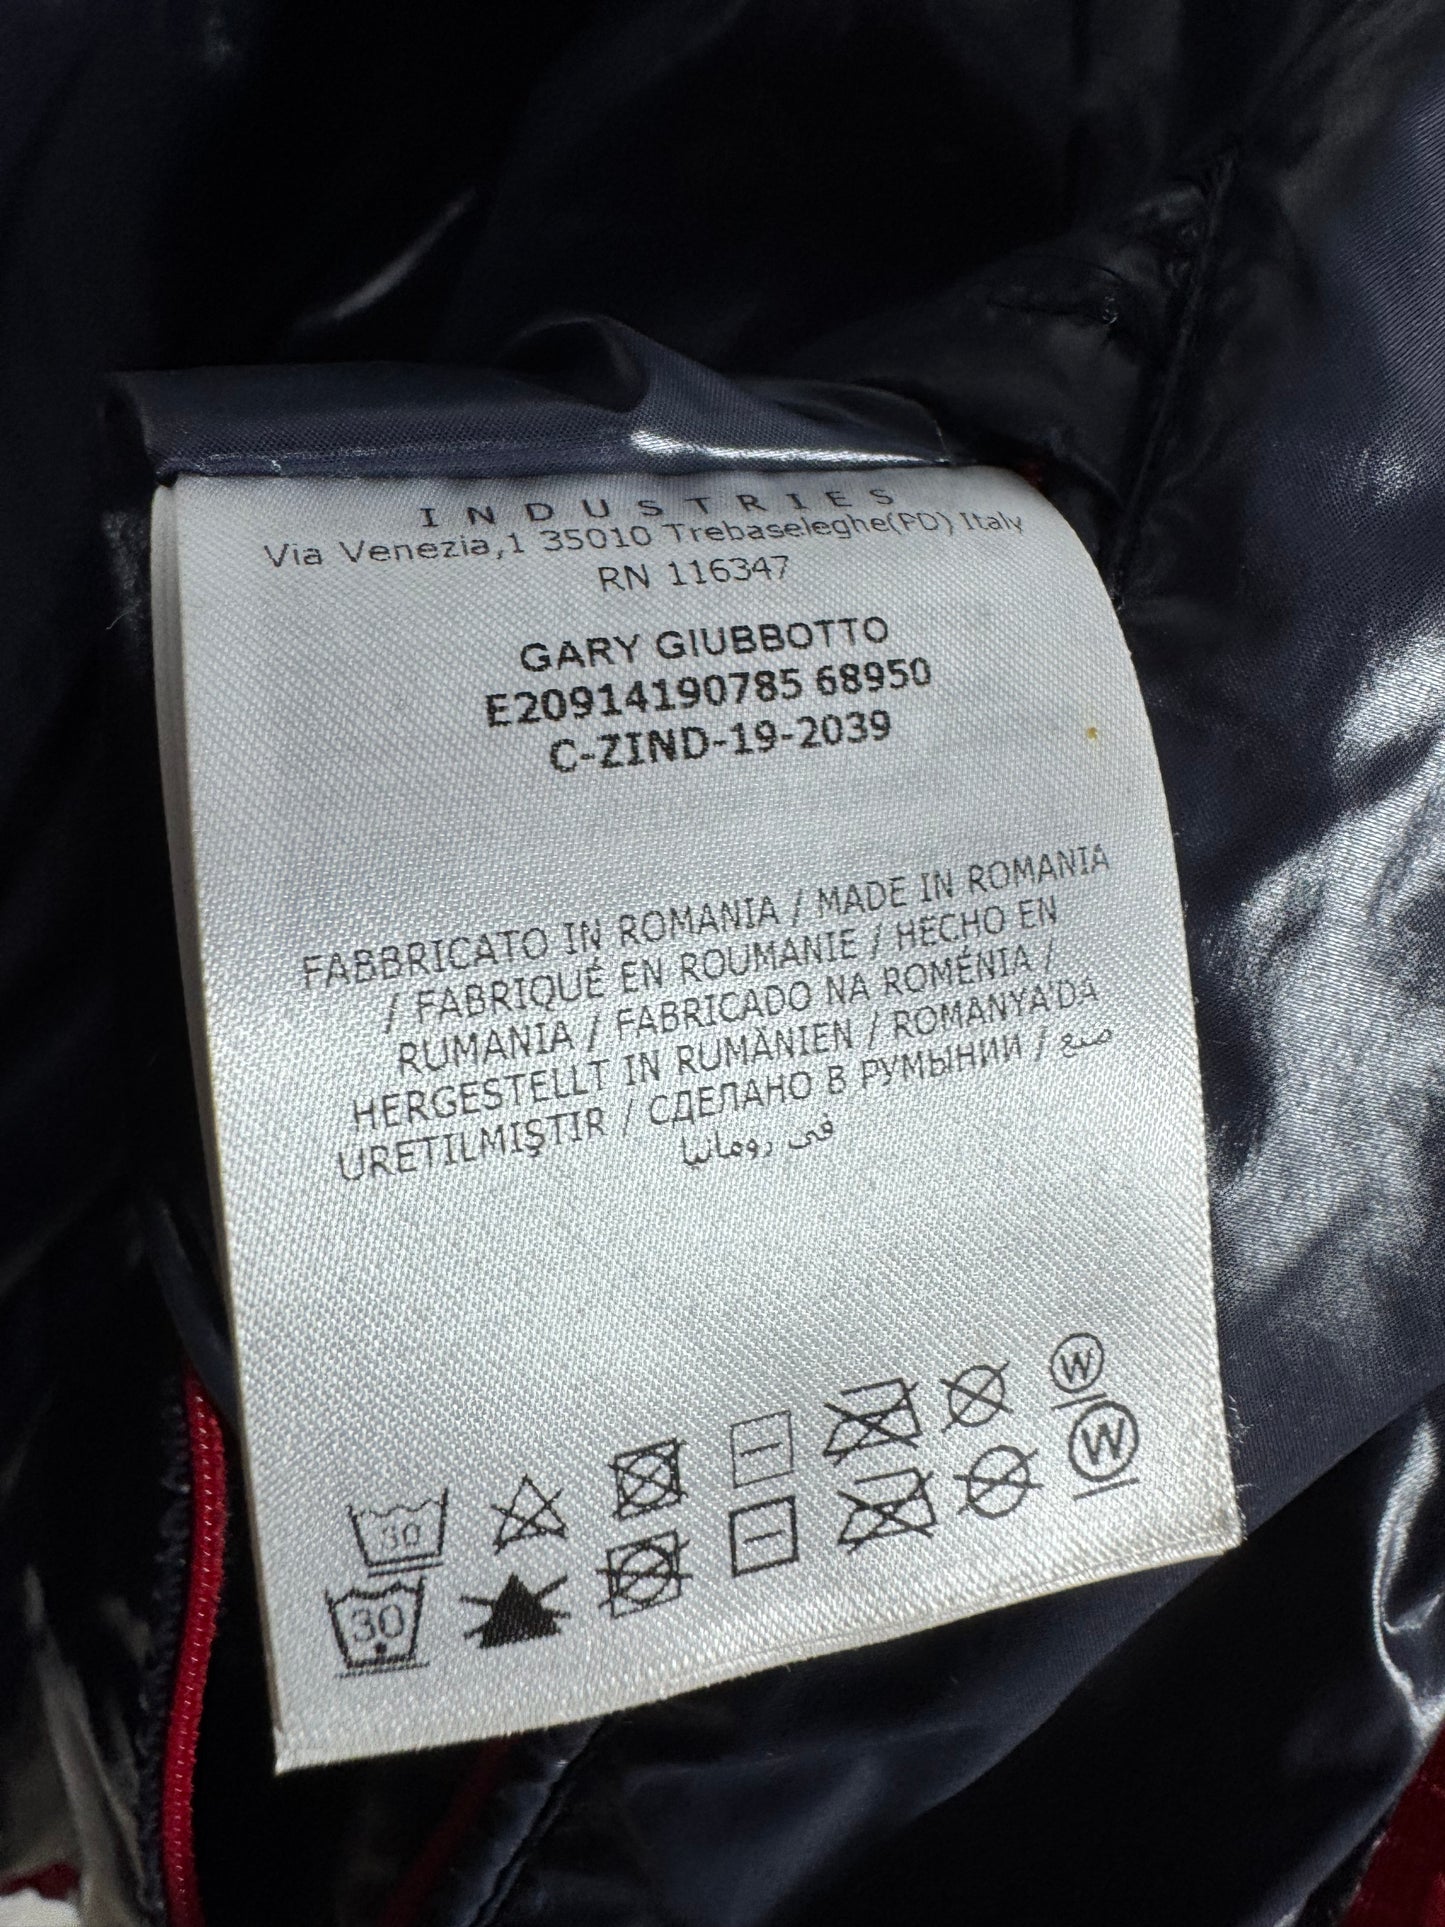 INDUSTRIES
Via Venezia,1 35010 Trebaseleghe(PD) Italy
RN 116347
GARY GIUBBOTTO
E20914190785 68950
C-ZIND-19-2039
FABBRICATO IN ROMANIA / MADE IN ROMANIA
/ FABRIQUÉ EN ROUMANIE / HECHO EN
RUMANIA / FABRICADO NA ROMÉNIA /
HERGESTELLT IN RUMÄNIEN / ROMANYA'DA
URETILMIŞTIR / СДЕЛАНО В РУМЫНИИ / صنع
في رومانيا
30 W
30 W